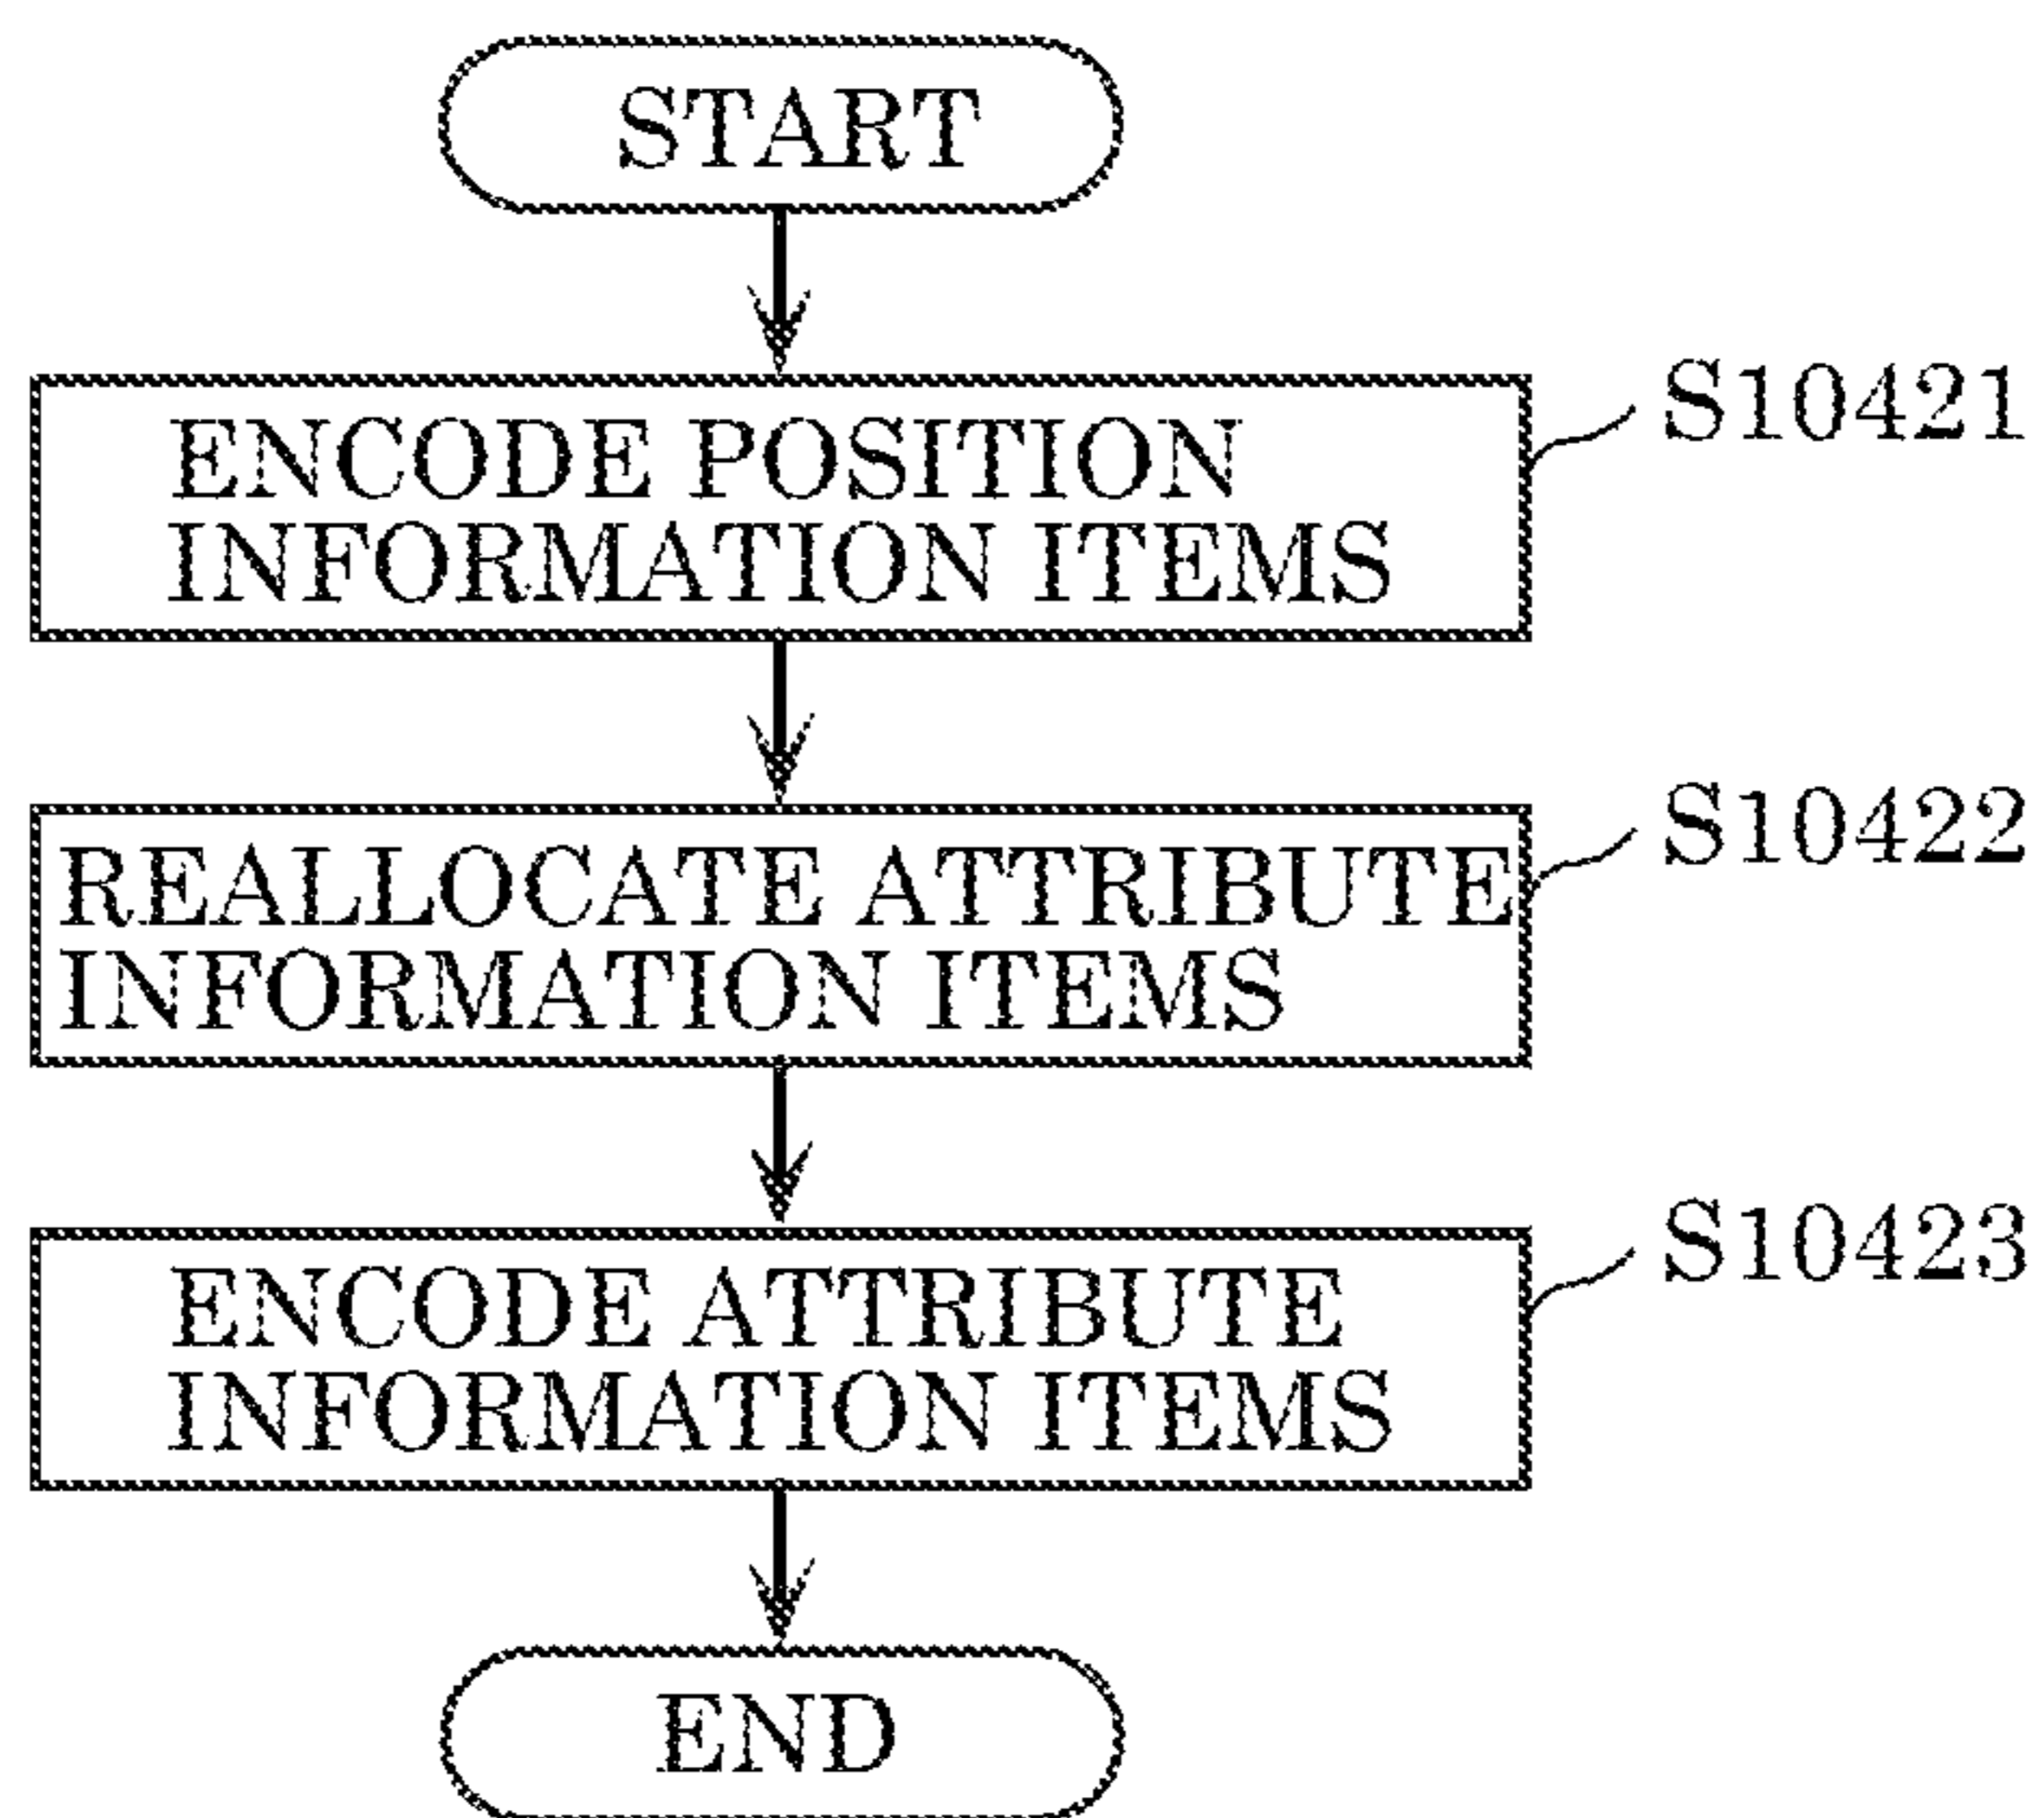 START
ENCODE POSITION
INFORMATION ITEMS
S10421
REALLOCATE ATTRIBUTE
INFORMATION ITEMS
S10422
ENCODE ATTRIBUTE
INFORMATION ITEMS
S10423
END